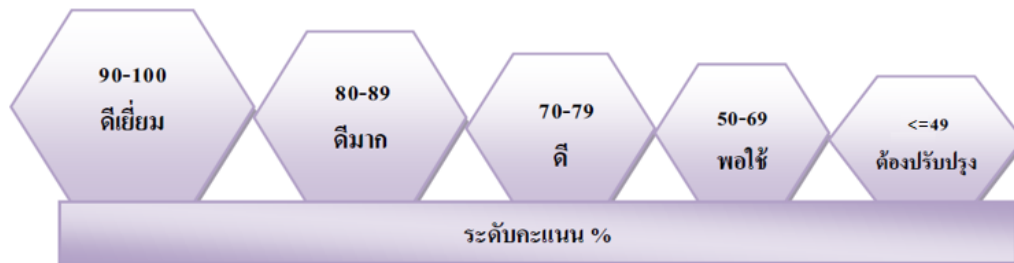 90-100
ดีเยี่ยม
80-89
ดีมาก
70-79
ดี
50-69
พอใช้
<=49
ต้องปรับปรุง
ระดับคะแนน %